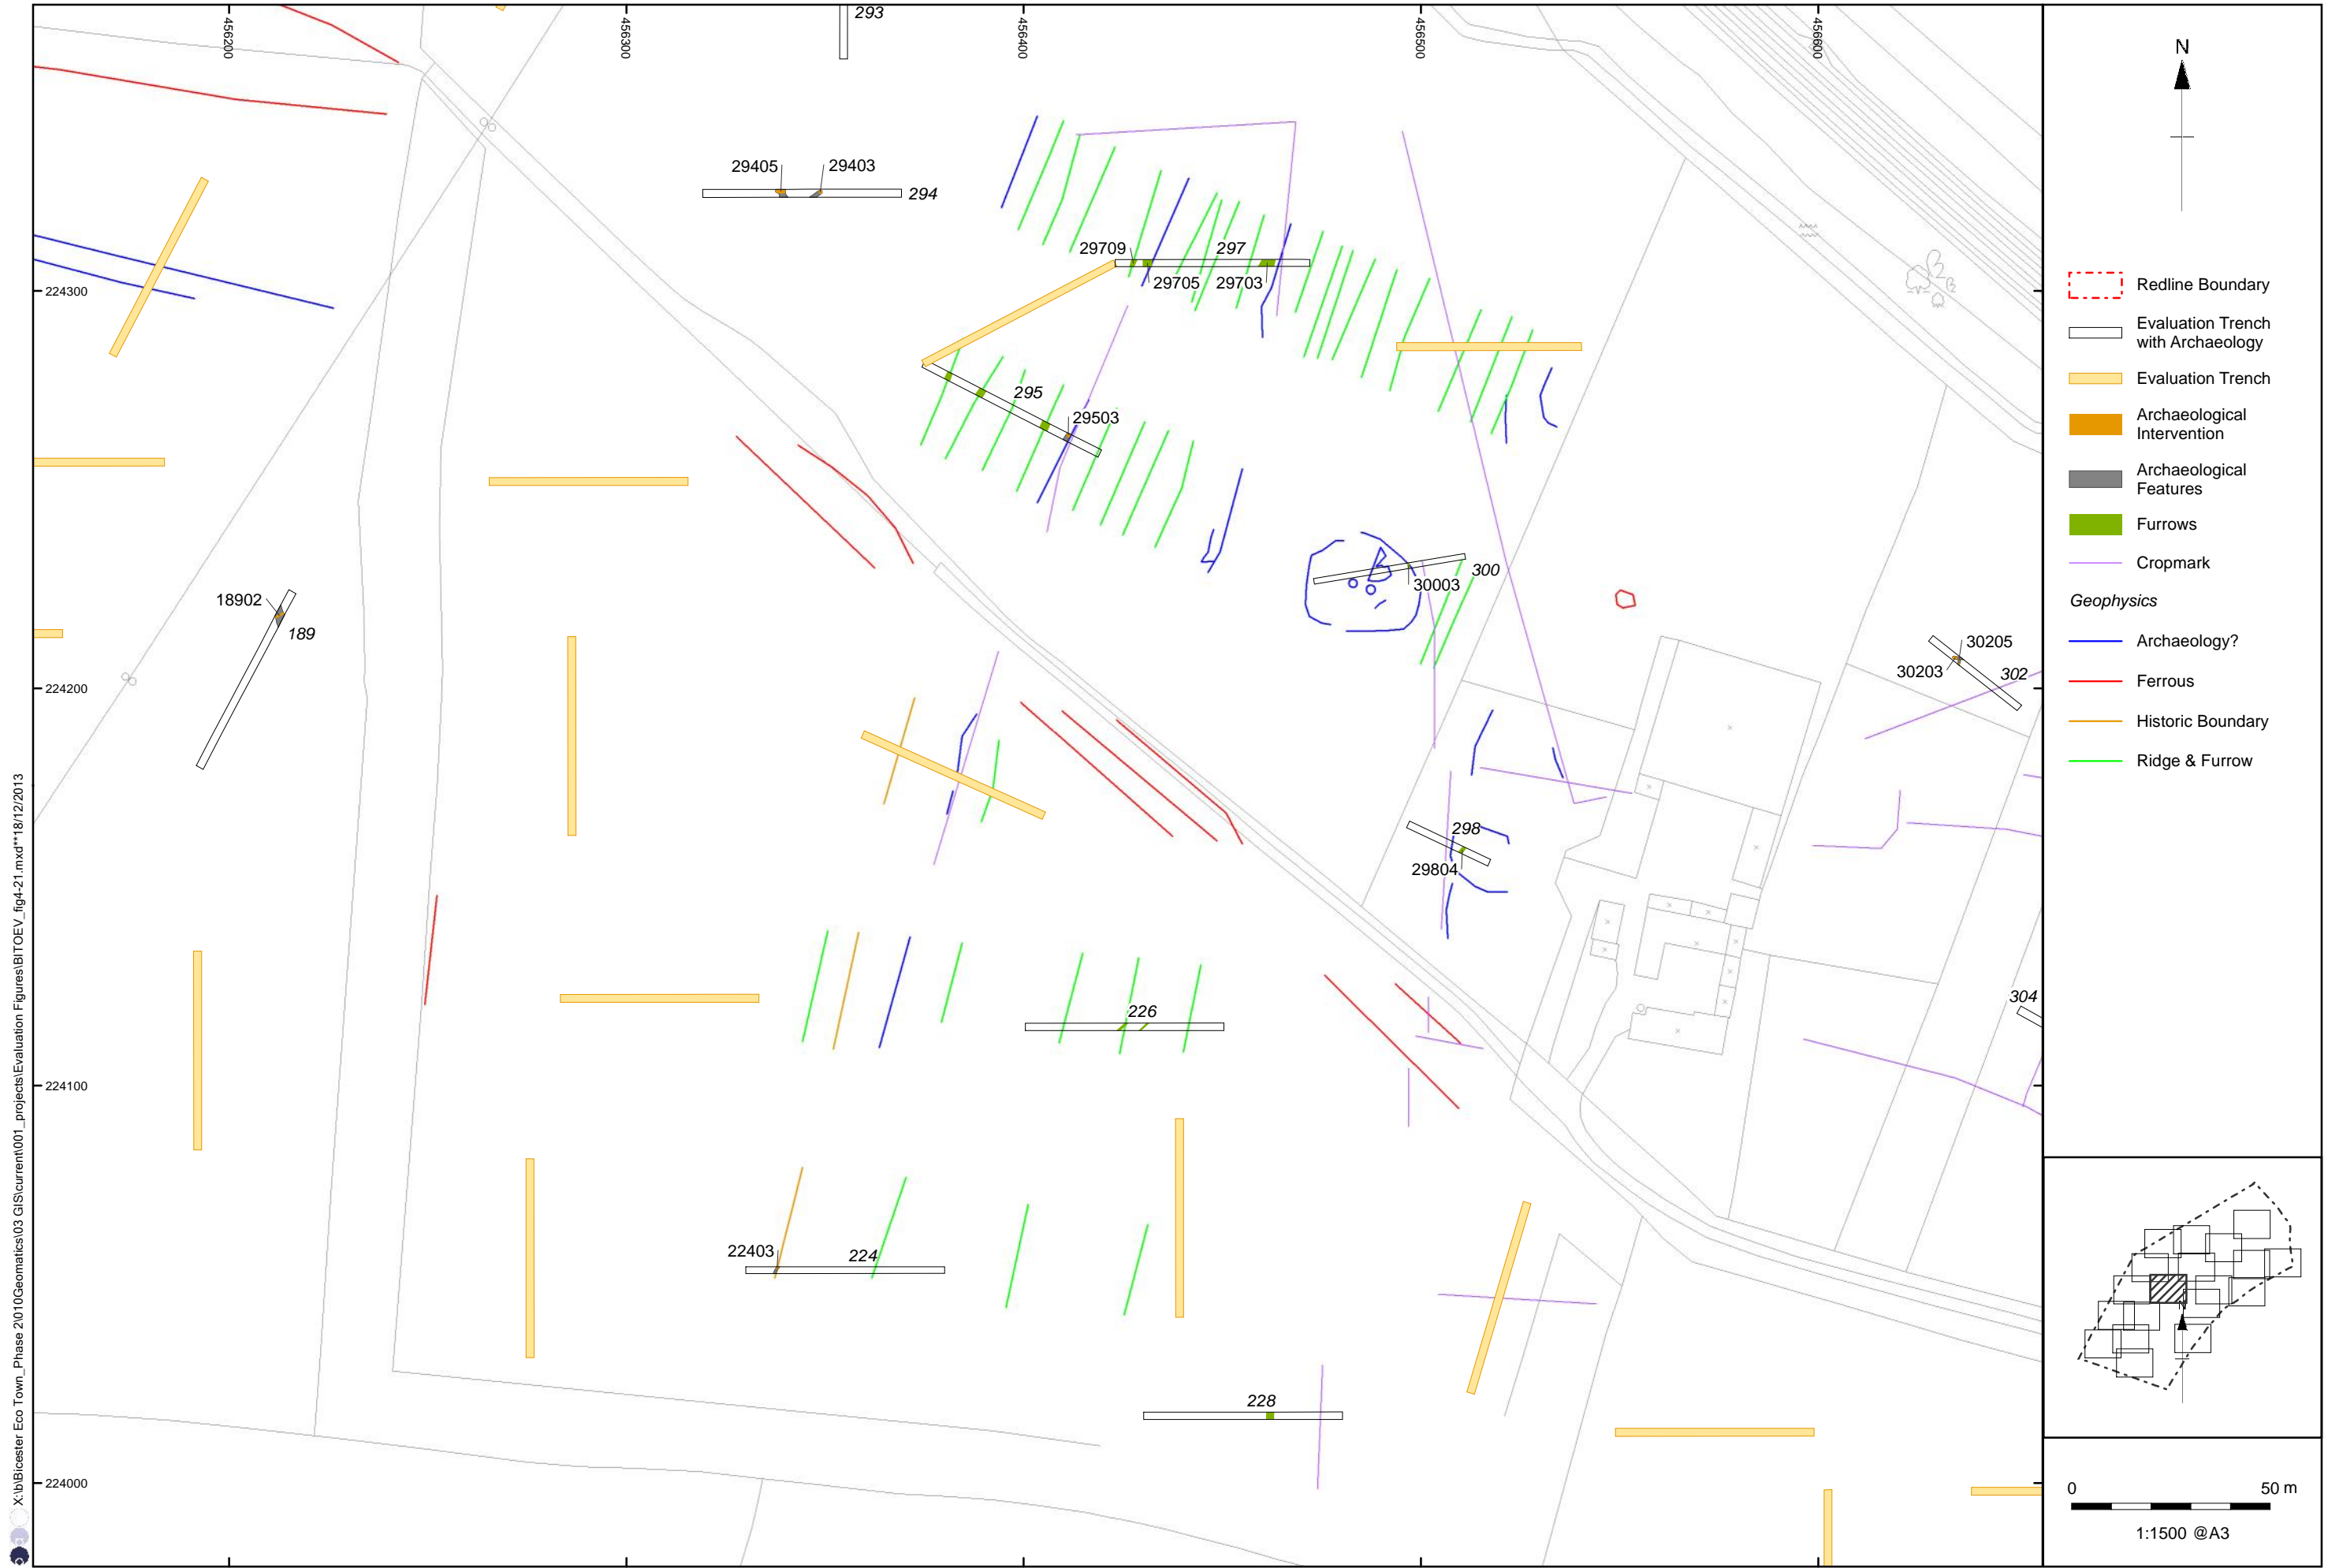 456200
456300
456400
456500
456600
293
29405
29403
294
29709
297
29705
29703
224300
295
29503
300
30003
18902
189
30205
30203
302
224200
298
29804
304
226
224100
22403
224
228
224000
N
Redline Boundary
Evaluation Trench
with Archaeology
Evaluation Trench
Archaeological
Intervention
Archaeological
Features
Furrows
Cropmark
Geophysics
Archaeology?
Ferrous
Historic Boundary
Ridge & Furrow
N
0 50 m
1:1500 @A3
X:\b\Bicester Eco Town_Phase 2\010Geomatics\03 GIS\current\001_projects\Evaluation Figures\BITOEV_fig4-21.mxd**18/12/2013